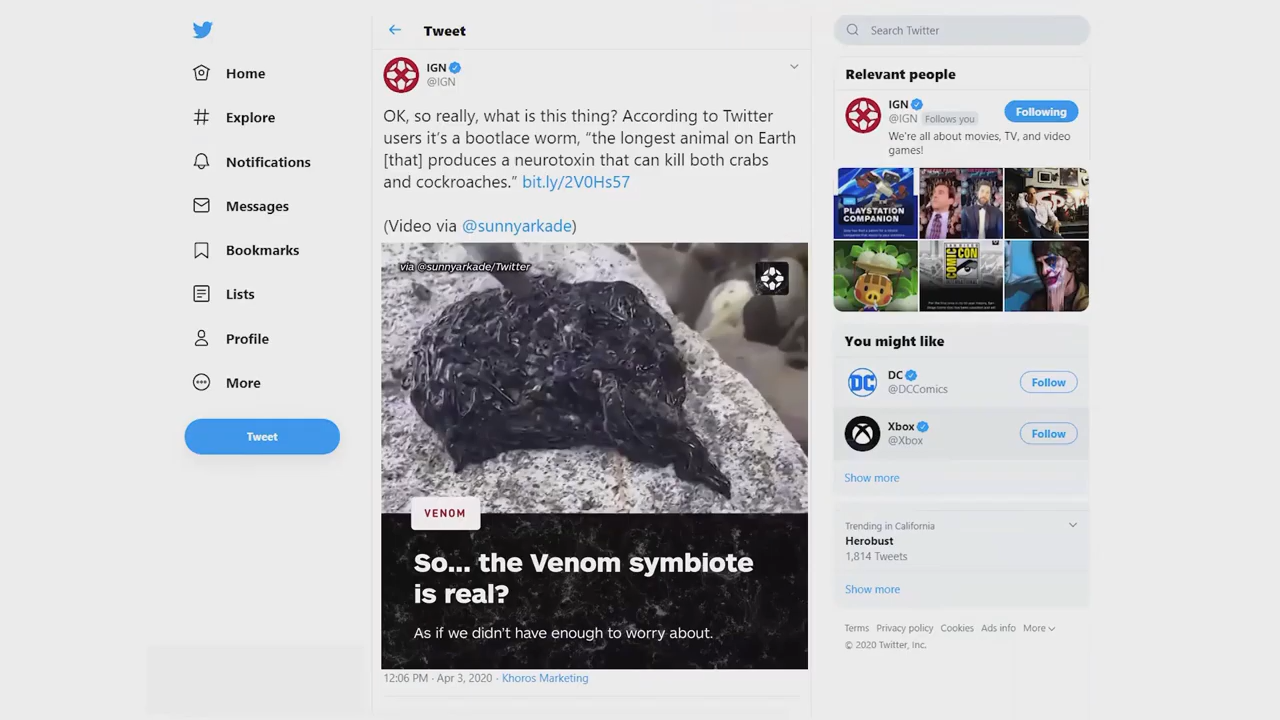 Home
Explore
Notifications
Messages
Bookmarks
Lists
Profile
More
Tweet
Tweet
IGN
@IGN
OK, so really, what is this thing? According to Twitter
users it’s a bootlace worm, “the longest animal on Earth
[that] produces a neurotoxin that can kill both crabs
and cockroaches.” bit.ly/2V0Hs57
(Video via @sunnyarkade)
via @sunnyarkade/Twitter
VENOM
So... the Venom symbiote
is real?
As if we didn't have enough to worry about.
12:06 PM · Apr 3, 2020 · Khoros Marketing
Search Twitter
Relevant people
IGN
@IGN Follows you
Following
We're all about movies, TV, and video
games!
PLAYSTATION
COMPANION
COMIC
CON
You might like
DC
DC
@DCComics
Follow
Xbox
@Xbox
Follow
Show more
Trending in California
Herobust
1,814 Tweets
Show more
Terms Privacy policy Cookies Ads info More
© 2020 Twitter, Inc.